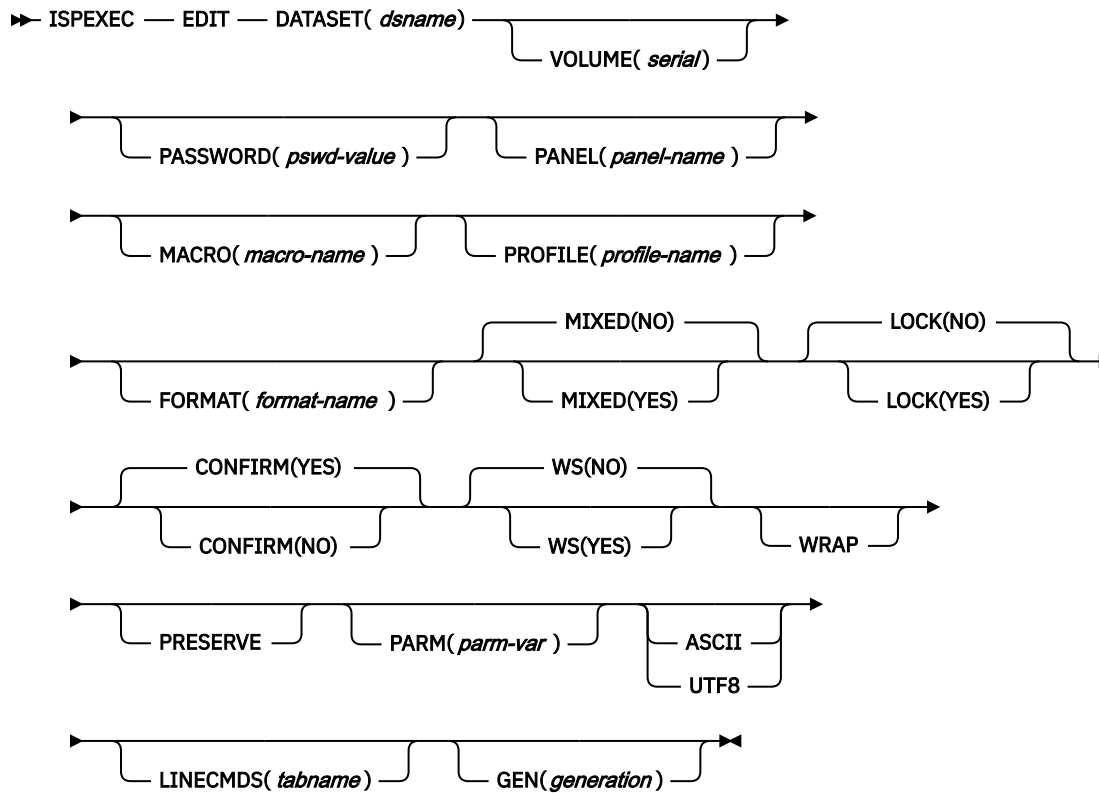 ISPEXEC EDIT DATASET( dsname)
VOLUME( serial)
PASSWORD( pswd-value )
PANEL( panel-name )
MACRO( macro-name )
PROFILE( profile-name )
MIXED(NO)
LOCK(NO)
FORMAT( format-name )
MIXED(YES)
LOCK(YES)
CONFIRM(YES)
WS(NO)
CONFIRM(NO)
WS(YES)
WRAP
PRESERVE
PARM( parm-var )
ASCII
UTF8
LINECMDS( tabname )
GEN( generation)